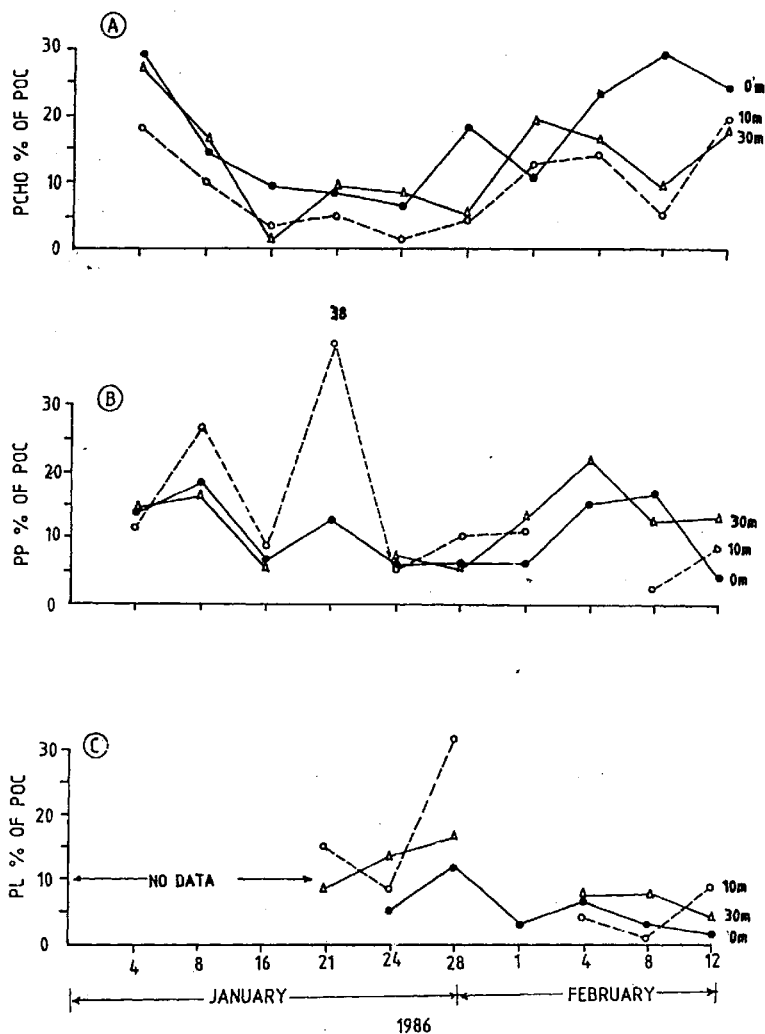 A
PCHO % OF POC
30
20
10
0
0m
10m
30m
B
PP % OF POC
38
30
20
10
0
30m
10m
0m
C
PL % OF POC
30
20
10
0
NO DATA
10m
30m
0m
4 8 16 21 24 28 1 4 8 12
JANUARY FEBRUARY
1986